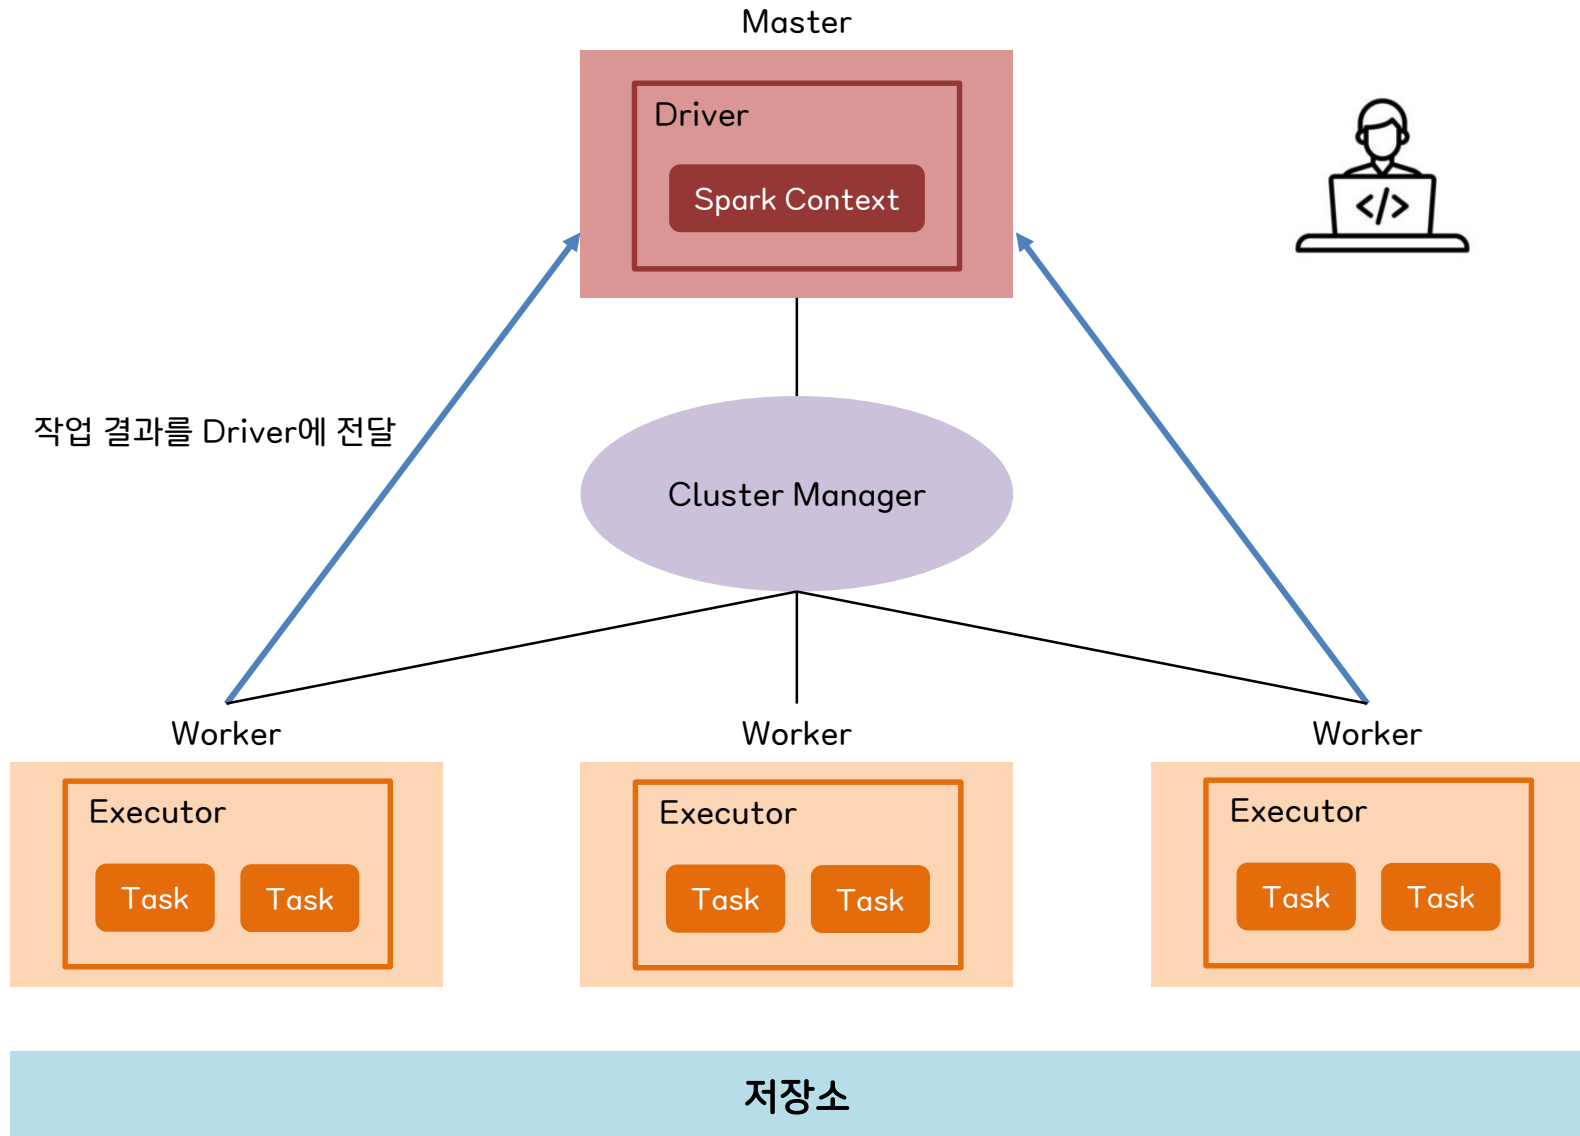 Master
Driver
Spark Context
</>
작업 결과를 Driver에 전달
Cluster Manager
Worker
Worker
Worker
Executor
Executor
Executor
Task
Task
Task
Task
Task
Task
저장소